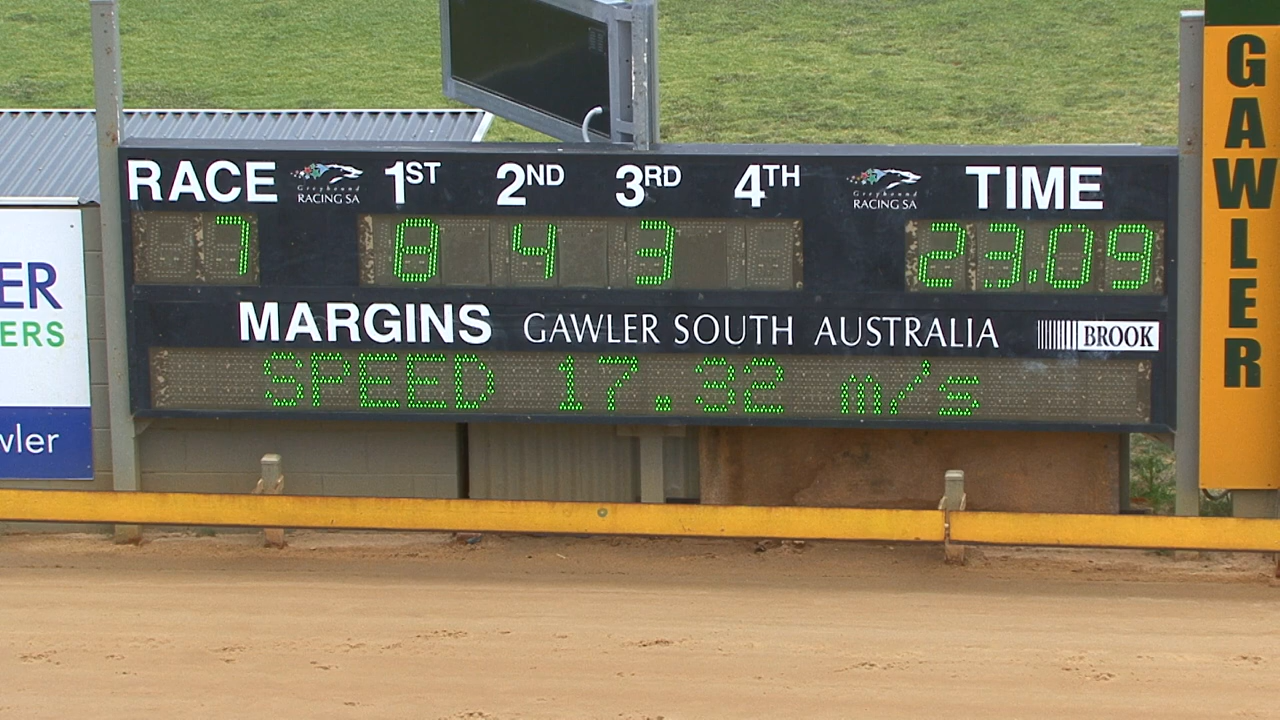 RACE Greyhound RACING SA 1ST 2ND 3RD 4TH Greyhound RACING SA TIME
7 8 4 3 23.09
MARGINS GAWLER SOUTH AUSTRALIA BROOK
SPEED 17.32 m/s
GAWLER
ER
ERS
wler